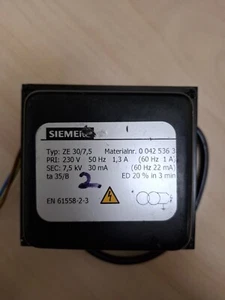 SIEMENS
Typ: ZE 30/7,5 Materialnr. 0 042 536 3
PRI: 230 V 50 Hz 1,3 A (60 Hz 1 A)
SEC: 7,5 kV 30 mA (60 Hz 22 mA)
ta 35/B ED 20 % in 3 min
2.
EN 61558-2-3